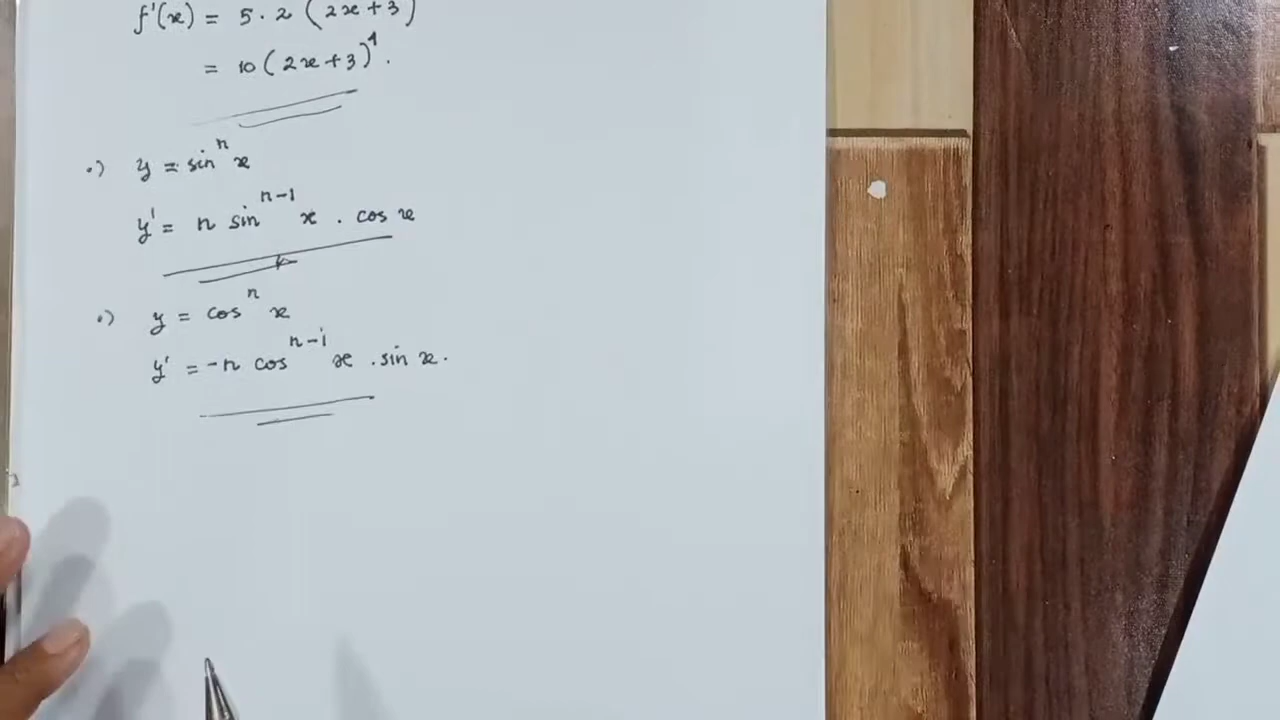 f'(x) = 5 · 2 (2x+3)
= 10 (2x+3)⁴.
•) y = sinⁿ x
y' = n sinⁿ⁻¹ x . cos x
•) y = cosⁿ x
y' = -n cosⁿ⁻¹ x . sin x.